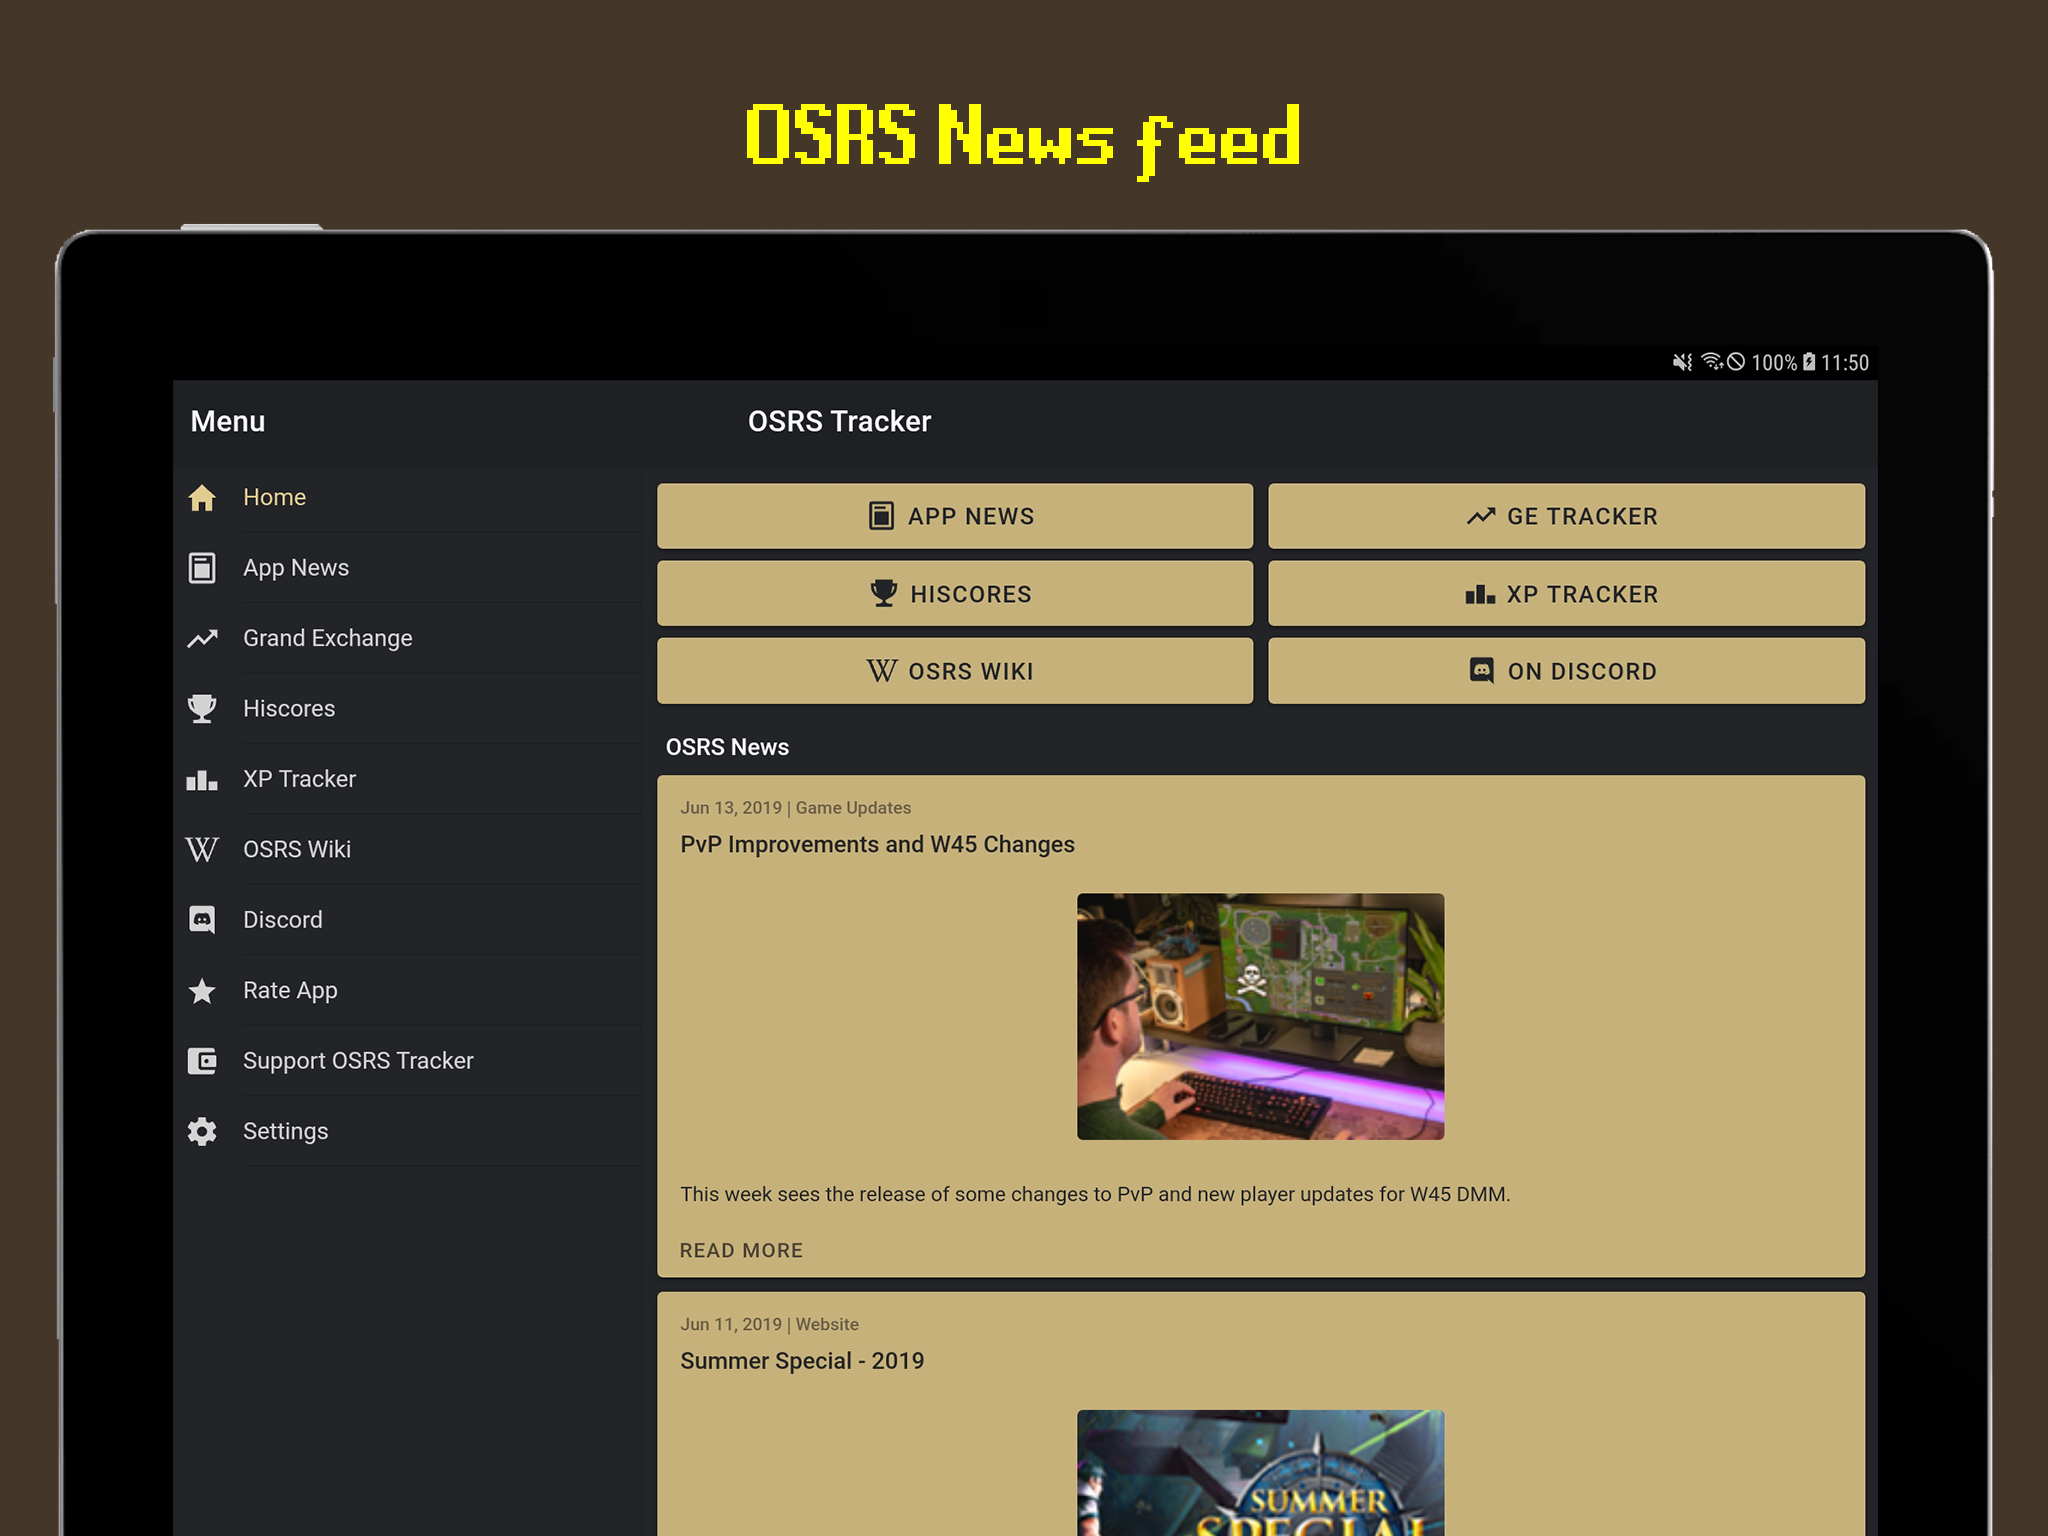 OSRS News feed
100% 11:50
Menu
OSRS Tracker
Home
App News
Grand Exchange
Hiscores
XP Tracker
OSRS Wiki
Discord
Rate App
Support OSRS Tracker
Settings
APP NEWS
GE TRACKER
HISCORES
XP TRACKER
OSRS WIKI
ON DISCORD
OSRS News
Jun 13, 2019 | Game Updates
PvP Improvements and W45 Changes
This week sees the release of some changes to PvP and new player updates for W45 DMM.
READ MORE
Jun 11, 2019 | Website
Summer Special - 2019
SUMMER
SPECIAL